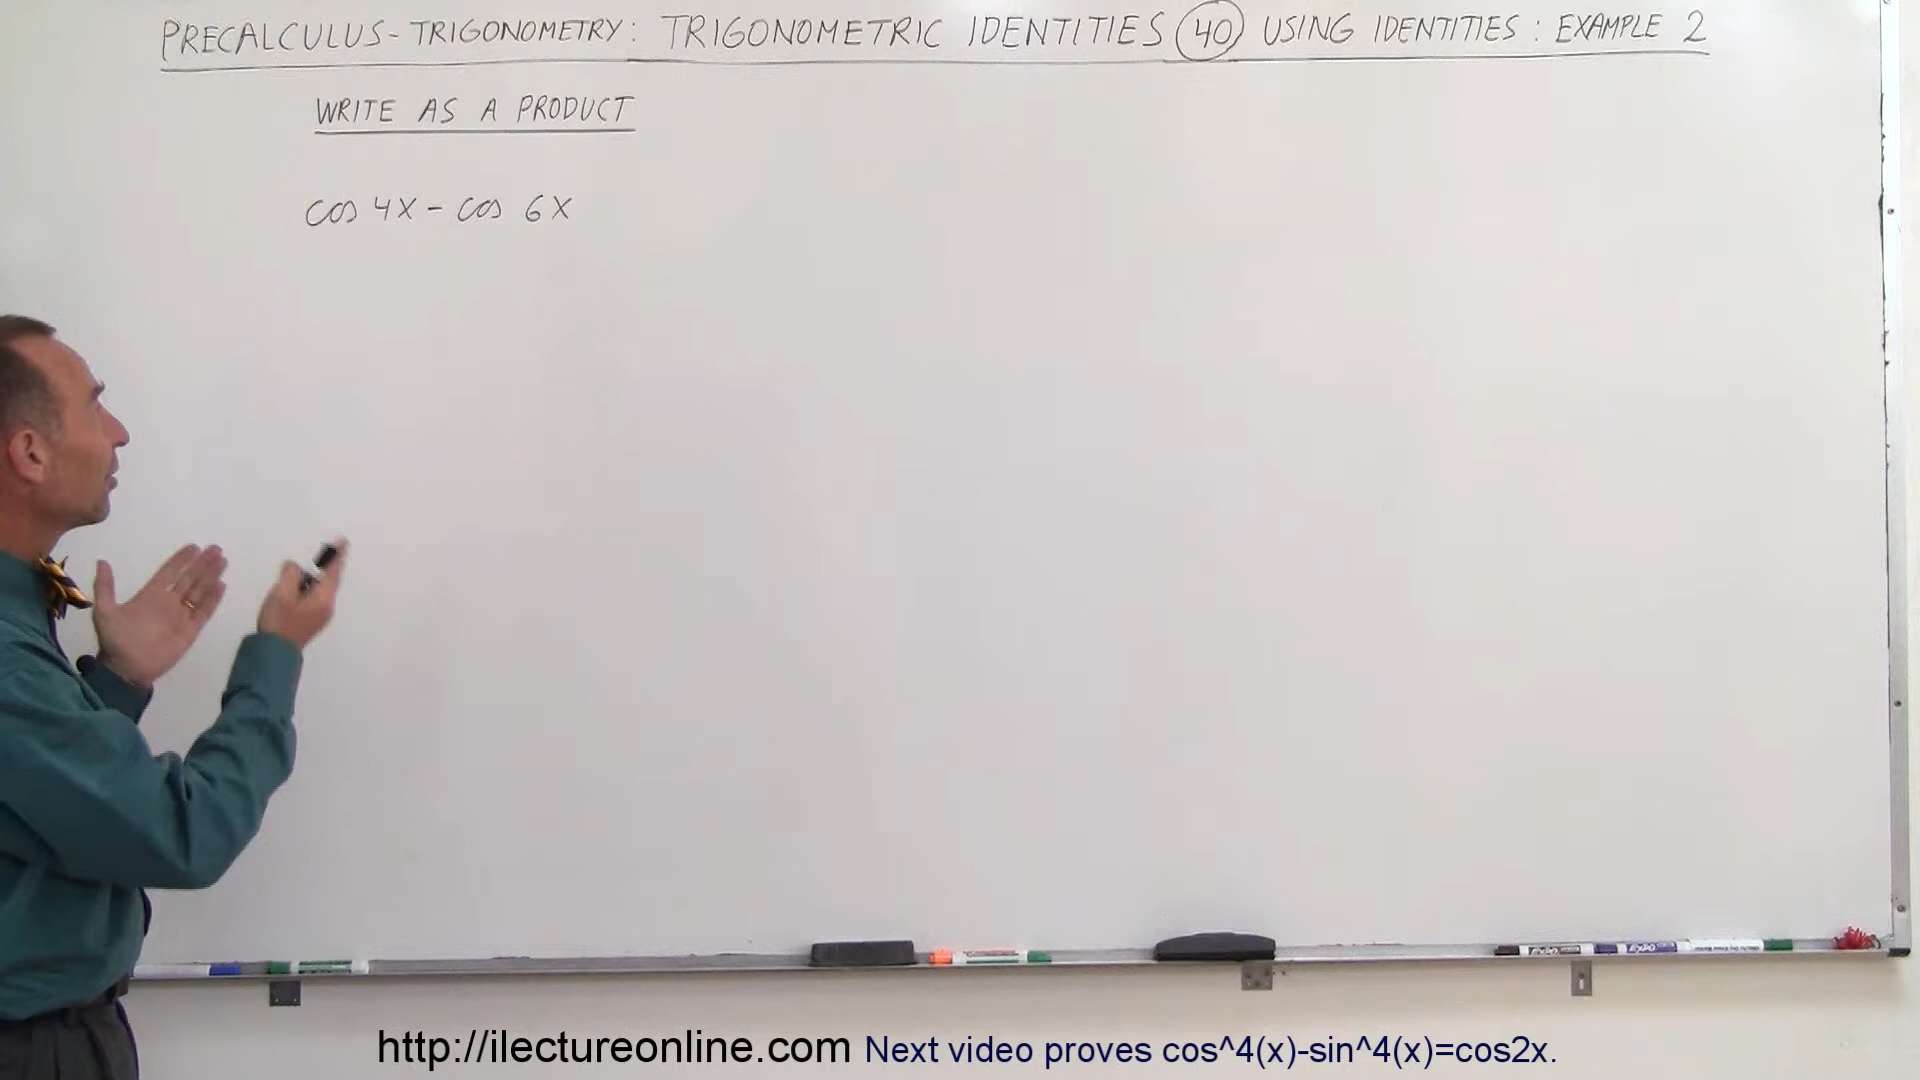 PRECALCULUS - TRIGONOMETRY: TRIGONOMETRIC IDENTITIES 40 USING IDENTITIES: EXAMPLE 2
WRITE AS A PRODUCT
cos 4x - cos 6x
http://ilectureonline.com Next video proves cos^4(x)-sin^4(x)=cos2x.